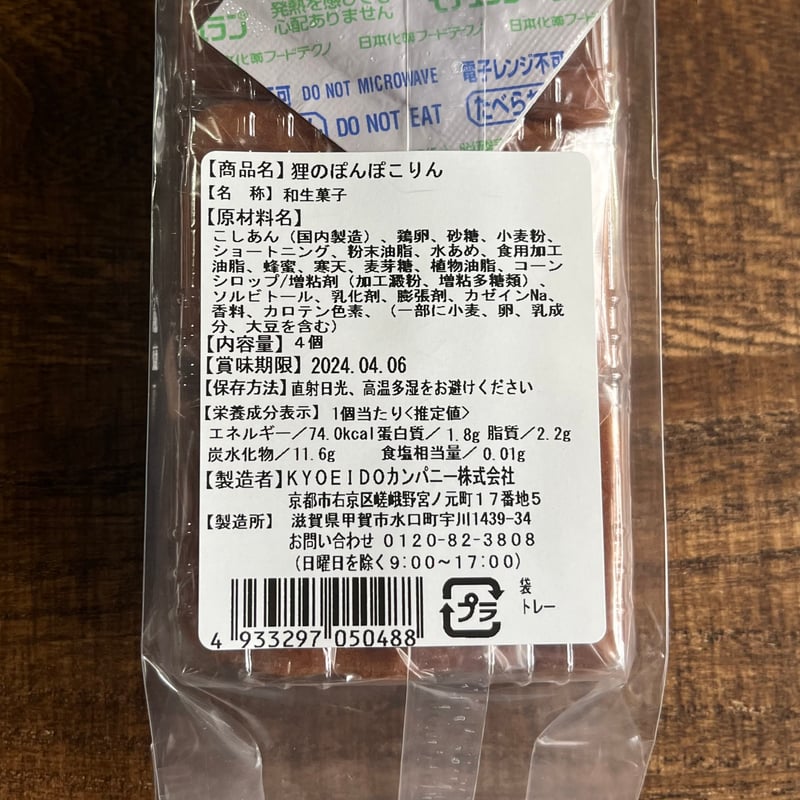 発熱を感じても
心配ありません
日本化薬フードテクノ
日本化薬フード
電子レンジ不可
DO NOT MICROWAVE
DO NOT EAT
【商品名】狸のぽんぽこりん
【名　称】和生菓子
【原材料名】
こしあん（国内製造）、鶏卵、砂糖、小麦粉、
ショートニング、粉末油脂、水あめ、食用加工
油脂、蜂蜜、寒天、麦芽糖、植物油脂、コーン
シロップ/増粘剤（加工澱粉、増粘多糖類）、
ソルビトール、乳化剤、膨張剤、カゼインNa、
香料、カロテン色素、（一部に小麦、卵、乳成
分、大豆を含む）
【内容量】4個
【賞味期限】2024.04.06
【保存方法】直射日光、高温多湿をお避けください
【栄養成分表示】1個当たり<推定値>
エネルギー／74.0kcal 蛋白質／1.8g 脂質／2.2g
炭水化物／11.6g　食塩相当量／0.01g
【製造者】KYOEIDOカンパニー株式会社
京都市右京区嵯峨野宮ノ元町17番地5
【製造所】 滋賀県甲賀市水口町宇川1439-34
お問い合わせ 0120-82-3808
（日曜日を除く9:00～17:00）
袋
プラ
トレー
4 933297 050488